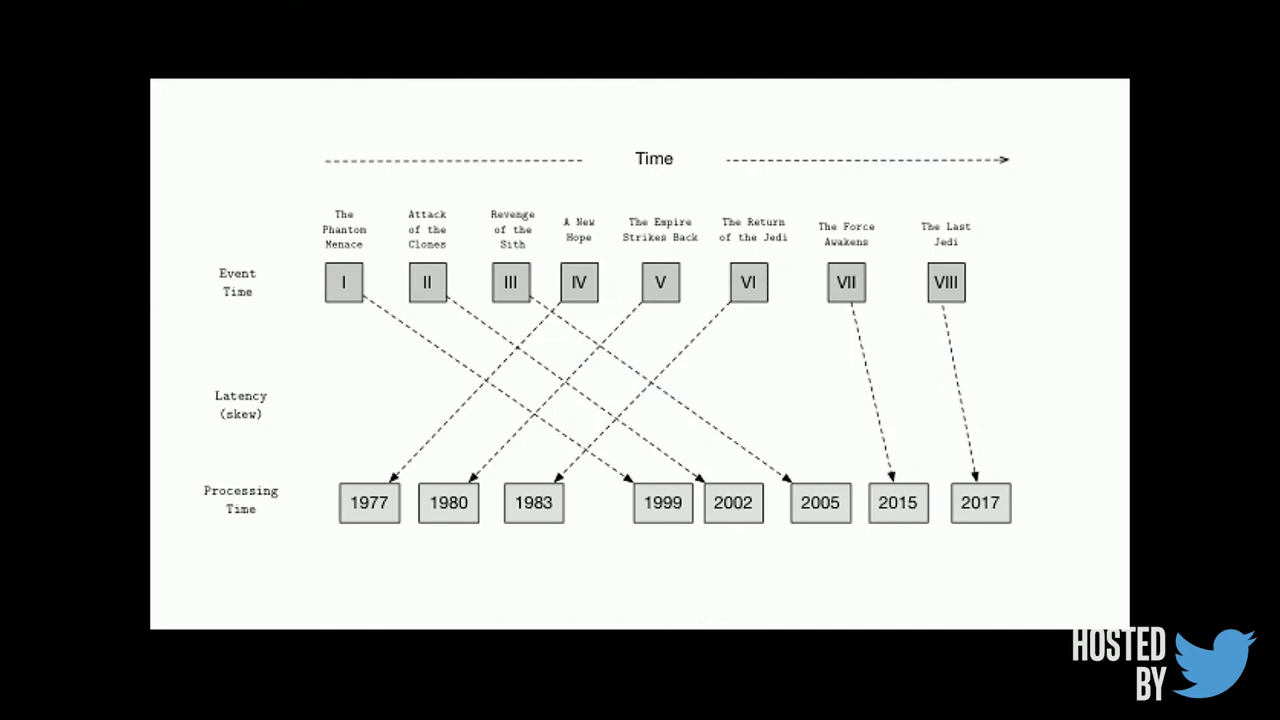 Time
The
Phantom
Menace
Attack
of the
Clones
Revenge
of the
Sith
A New
Hope
The Empire
Strikes Back
The Return
of the Jedi
The Force
Awakens
The Last
Jedi
Event
Time
I
II
III
IV
V
VI
VII
VIII
Latency
(skew)
Processing
Time
1977
1980
1983
1999
2002
2005
2015
2017
HOSTED
BY